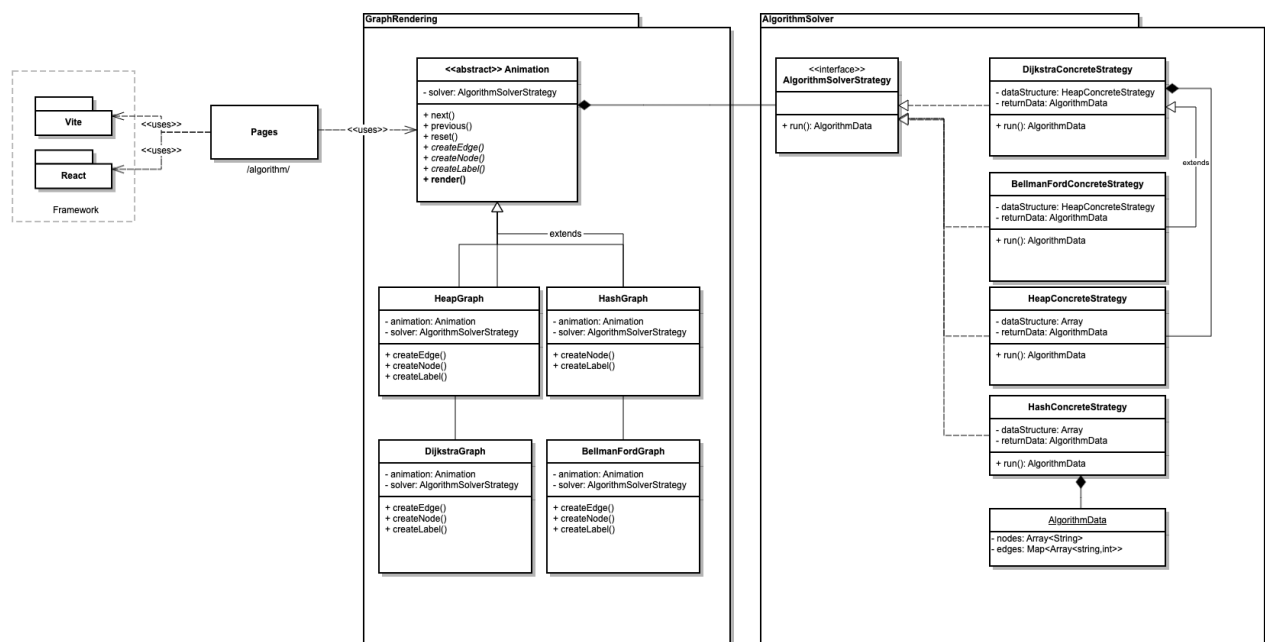 GraphRendering
AlgorithmSolver
<<abstract>> Animation
- solver: AlgorithmSolverStrategy
+ next()
+ previous()
+ reset()
+ createEdge()
+ createNode()
+ createLabel()
+ render()
<<interface>>
AlgorithmSolverStrategy
+ run(): AlgorithmData
DijkstraConcreteStrategy
- dataStructure: HeapConcreteStrategy
- returnData: AlgorithmData
+ run(): AlgorithmData
Vite
<<uses>>
<<uses>>
React
Framework
Pages
/algorithm/
<<uses>>
extends
BellmanFordConcreteStrategy
- dataStructure: HeapConcreteStrategy
- returnData: AlgorithmData
+ run(): AlgorithmData
extends
HeapGraph
- animation: Animation
- solver: AlgorithmSolverStrategy
+ createEdge()
+ createNode()
+ createLabel()
HashGraph
- animation: Animation
- solver: AlgorithmSolverStrategy
+ createNode()
+ createLabel()
HeapConcreteStrategy
- dataStructure: Array
- returnData: AlgorithmData
+ run(): AlgorithmData
HashConcreteStrategy
- dataStructure: Array
- returnData: AlgorithmData
+ run(): AlgorithmData
DijkstraGraph
- animation: Animation
- solver: AlgorithmSolverStrategy
+ createEdge()
+ createNode()
+ createLabel()
BellmanFordGraph
- animation: Animation
- solver: AlgorithmSolverStrategy
+ createEdge()
+ createNode()
+ createLabel()
AlgorithmData
- nodes: Array<String>
- edges: Map<Array<string,int>>